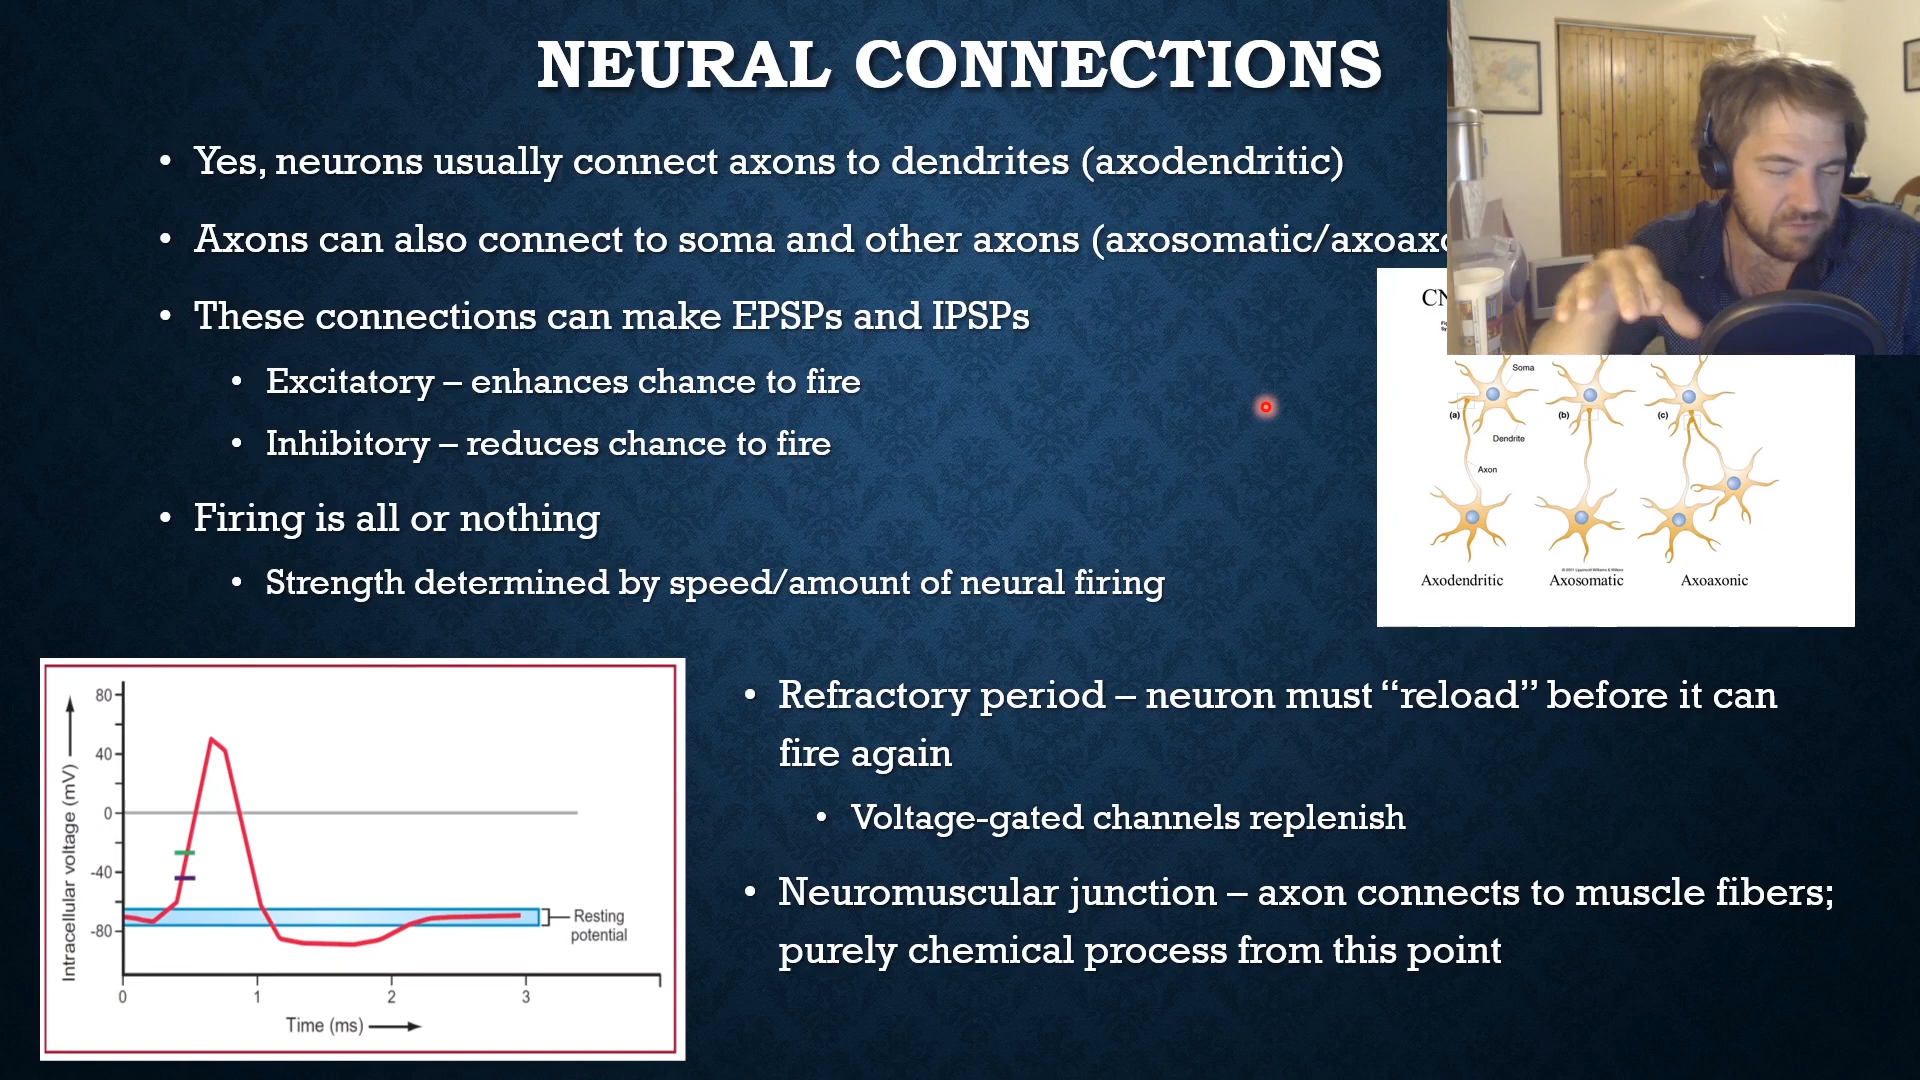 NEURAL CONNECTIONS
• Yes, neurons usually connect axons to dendrites (axodendritic)
• Axons can also connect to soma and other axons (axosomatic/axoaxo
• These connections can make EPSPs and IPSPs
• Excitatory – enhances chance to fire
• Inhibitory – reduces chance to fire
• Firing is all or nothing
• Strength determined by speed/amount of neural firing
CN
Soma
(a)
(b)
(c)
Dendrite
Axon
Axodendritic
Axosomatic
Axoaxonic
Intracellular voltage (mV)
80
40
0
-40
-80
Resting
potential
0 1 2 3
Time (ms)
• Refractory period – neuron must “reload” before it can
fire again
• Voltage-gated channels replenish
• Neuromuscular junction – axon connects to muscle fibers;
purely chemical process from this point